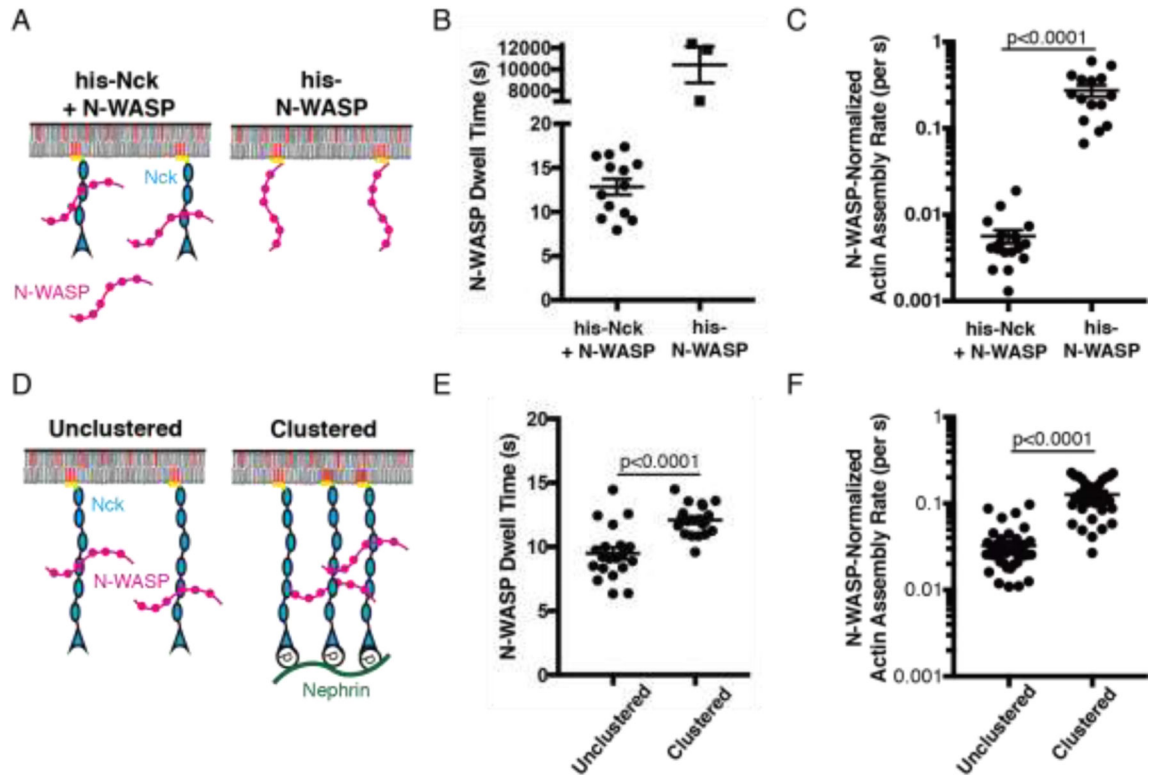 A
his-Nck
+ N-WASP
his-
N-WASP
Nck
N-WASP
B
N-WASP Dwell Time (s)
12000
10000
8000
20
15
10
5
0
his-Nck
+ N-WASP
his-
N-WASP
C
N-WASP-Normalized
Actin Assembly Rate (per s)
p<0.0001
1
0.1
0.01
0.001
his-Nck
+ N-WASP
his-
N-WASP
D
Unclustered
Clustered
Nck
N-WASP
P
P
P
Nephrin
E
N-WASP Dwell Time (s)
20
15
10
5
0
p<0.0001
Unclustered
Clustered
F
N-WASP-Normalized
Actin Assembly Rate (per s)
1
0.1
0.01
0.001
p<0.0001
Unclustered
Clustered